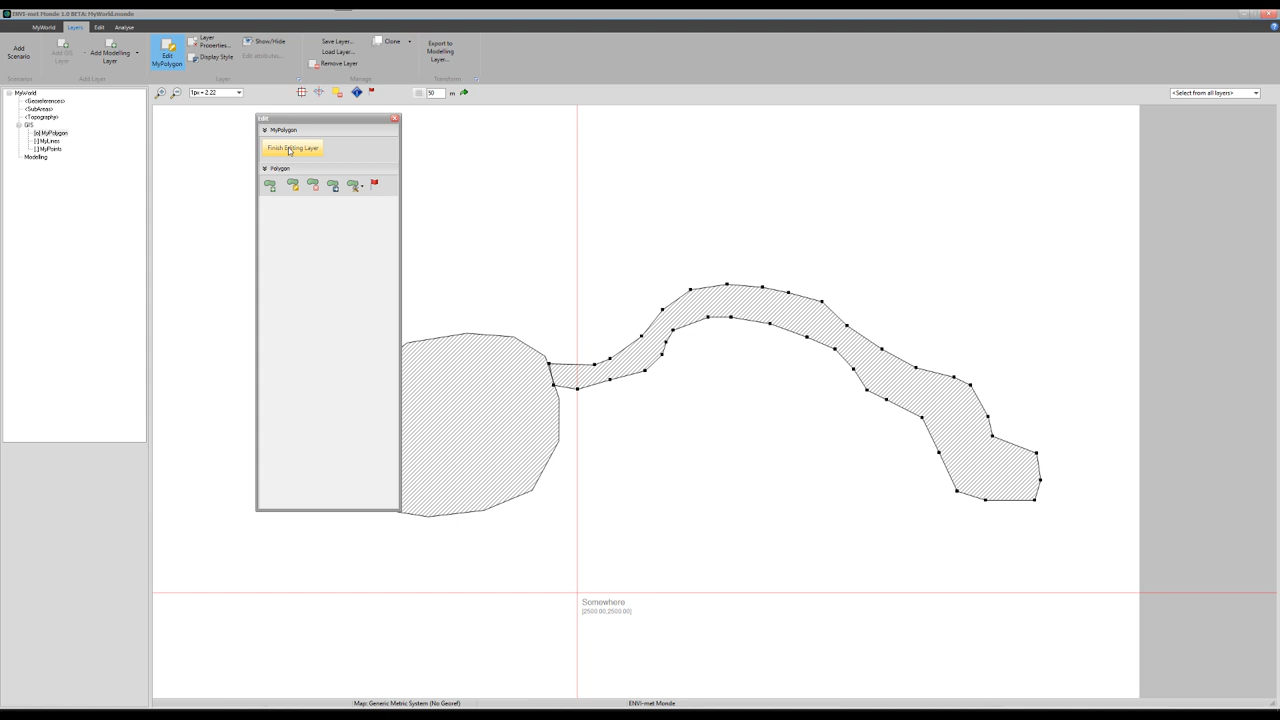 ENVI-met Monde 1.0 BETA: MyWorld.monde
MyWorld
Layers
Edit
Analyse
Add
Scenario
Add GIS
Layer
Add Modelling
Layer
Edit
MyPolygon
Layer
Properties...
Display Style
Show/Hide
Edit attributes...
Save Layer...
Load Layer...
Remove Layer
Clone
Export to
Modelling
Layer...
Scenarios
Add Layer
Layer
Manage
Transform
1px = 2.22
50
m
<Select from all layers>
MyWorld
<Georeferences>
<SubAreas>
<Topography>
GIS
[o] MyPolygon
[:] MyLines
[:] MyPoints
Modelling
Edit
MyPolygon
Finish Editing Layer
Polygon
Somewhere
[2500.00,2500.00]
Map: Generic Metric System (No Georef)
ENVI-met Monde